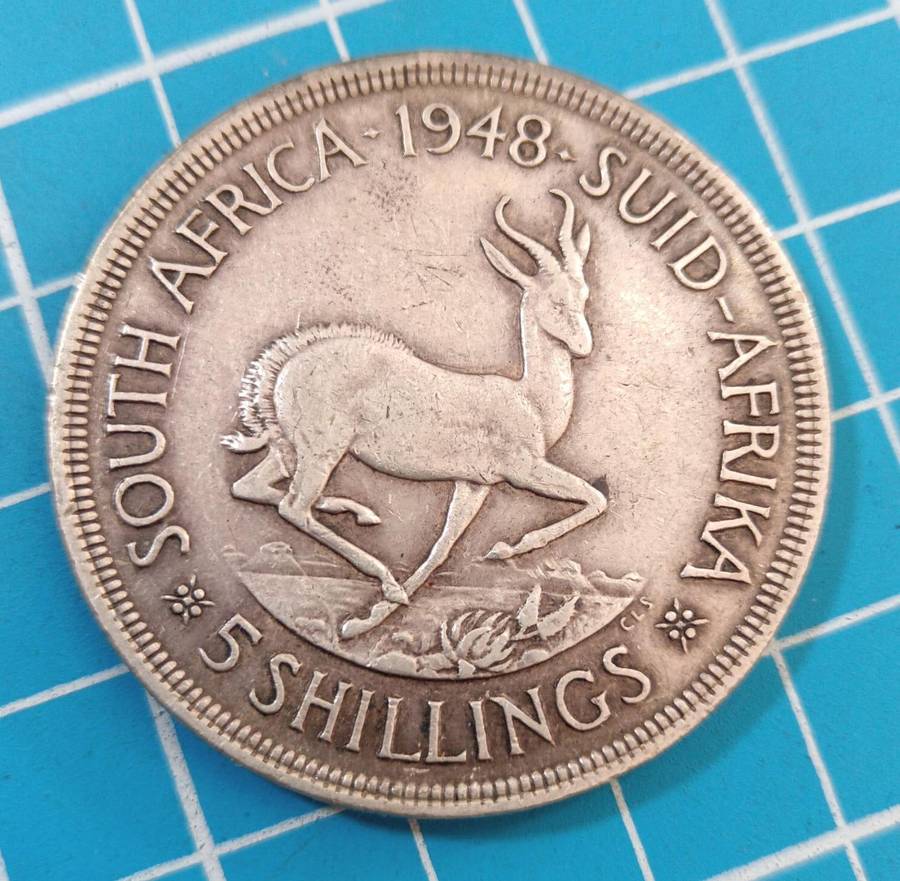 SOUTH AFRICA · 1948 · SUID-AFRIKA
5 SHILLINGS
CLS